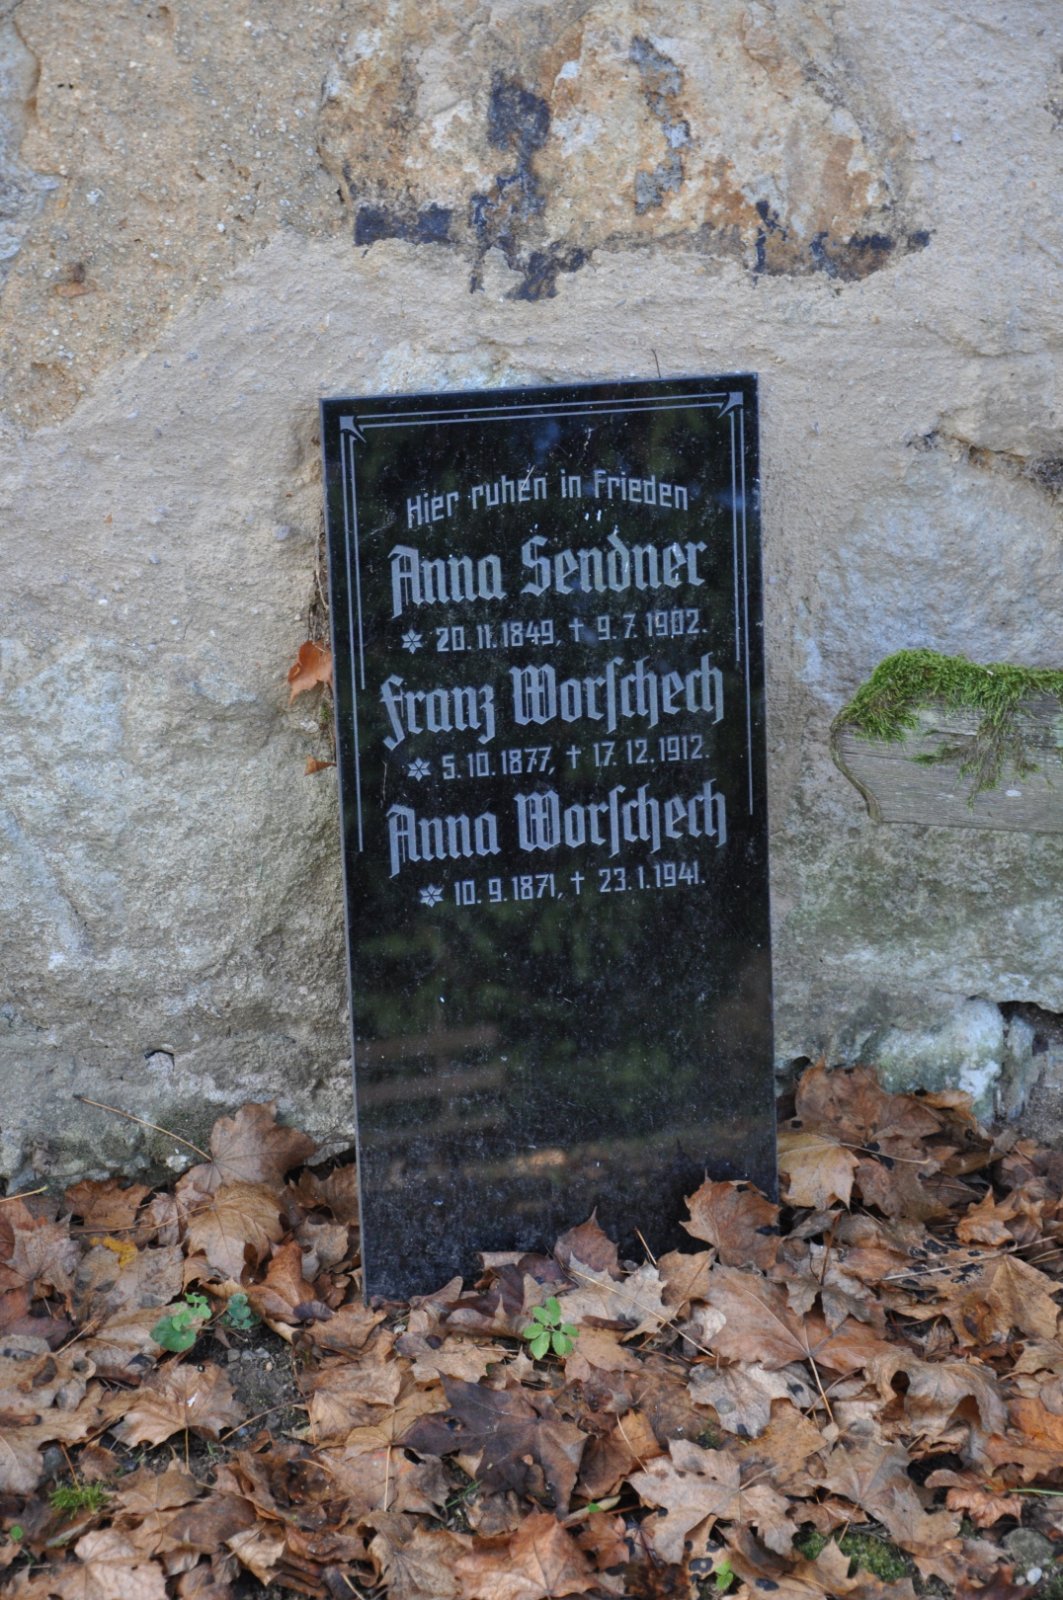 Hier ruhen in Frieden
Anna Sendner
* 20.11.1849, † 9.7.1902.
Franz Worſchech
* 5.10.1877, † 17.12.1912.
Anna Worſchech
* 10.9.1871, † 23.1.1941.